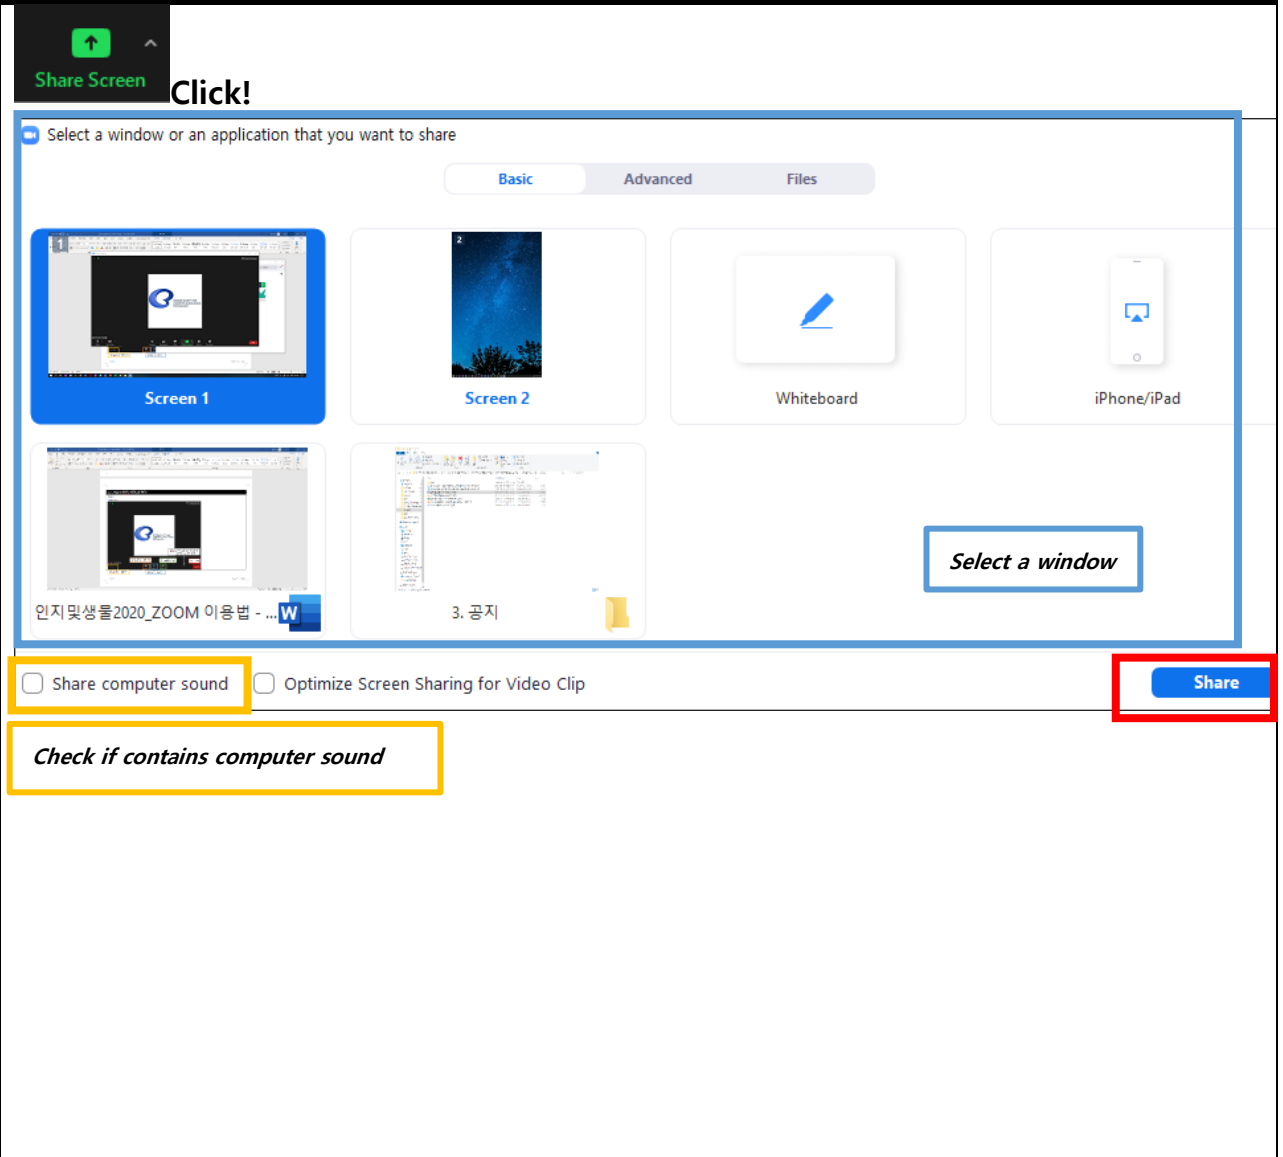 Share Screen
Click!
Select a window or an application that you want to share
Basic Advanced Files
1
2
Screen 1 Screen 2 Whiteboard iPhone/iPad
Select a window
인지및생물2020_ZOOM 이용법 - ... W 3. 공지
Share computer sound Optimize Screen Sharing for Video Clip Share
Check if contains computer sound